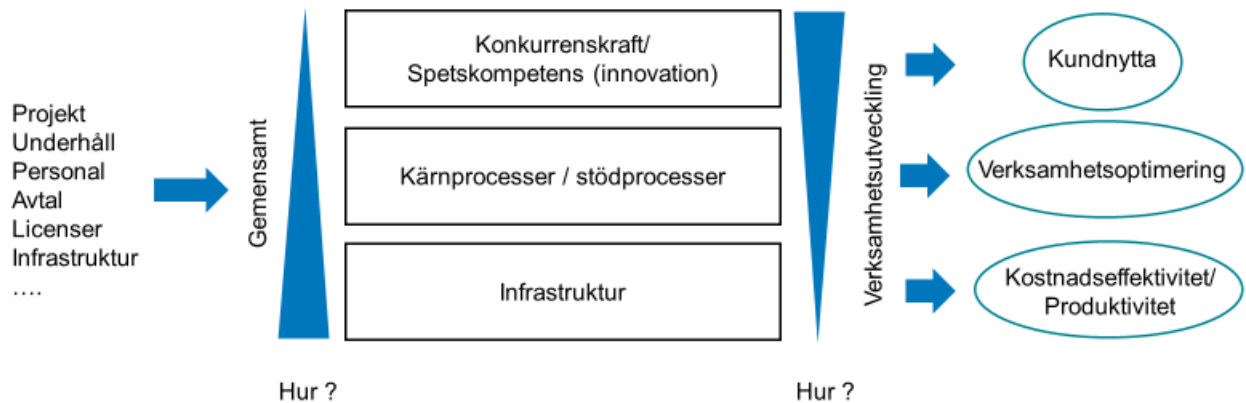 Projekt
Underhåll
Personal
Avtal
Licenser
Infrastruktur
….
Gemensamt
Hur ?
Konkurrenskraft/
Spetskompetens (innovation)
Kärnprocesser / stödprocesser
Infrastruktur
Verksamhetsutveckling
Hur ?
Kundnytta
Verksamhetsoptimering
Kostnadseffektivitet/
Produktivitet